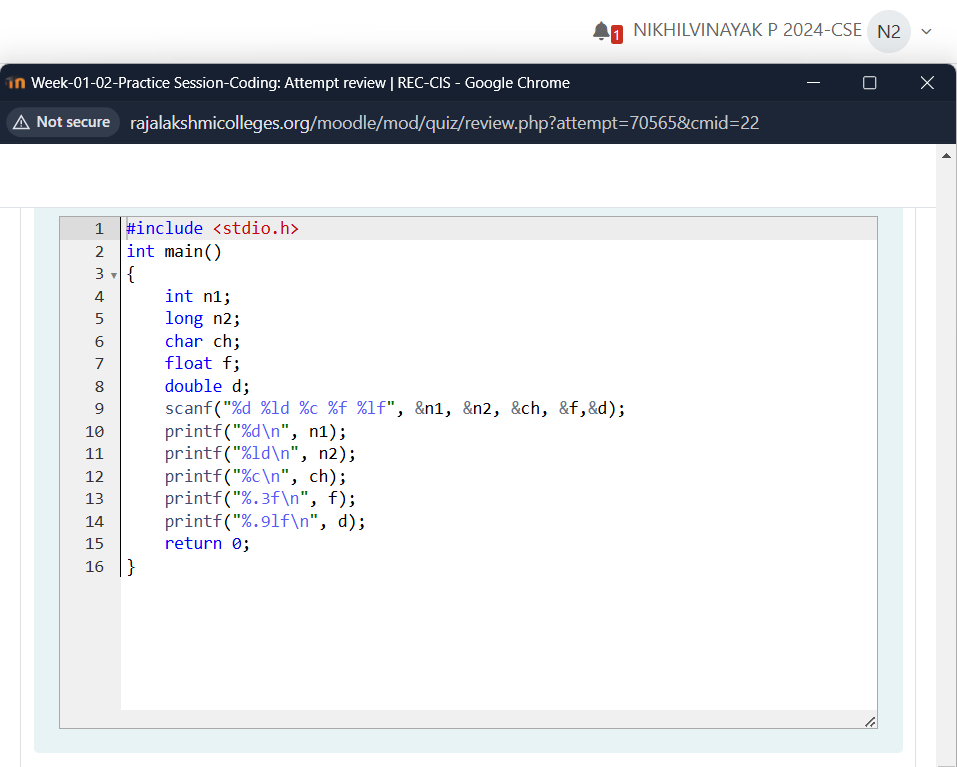 1 NIKHILVINAYAK P 2024-CSE N2
Week-01-02-Practice Session-Coding: Attempt review | REC-CIS - Google Chrome
Not secure rajalakshmicolleges.org/moodle/mod/quiz/review.php?attempt=70565&cmid=22
1 #include <stdio.h>
2 int main()
3 {
4     int n1;
5     long n2;
6     char ch;
7     float f;
8     double d;
9     scanf("%d %ld %c %f %lf", &n1, &n2, &ch, &f,&d);
10     printf("%d\n", n1);
11     printf("%ld\n", n2);
12     printf("%c\n", ch);
13     printf("%.3f\n", f);
14     printf("%.9lf\n", d);
15     return 0;
16 }